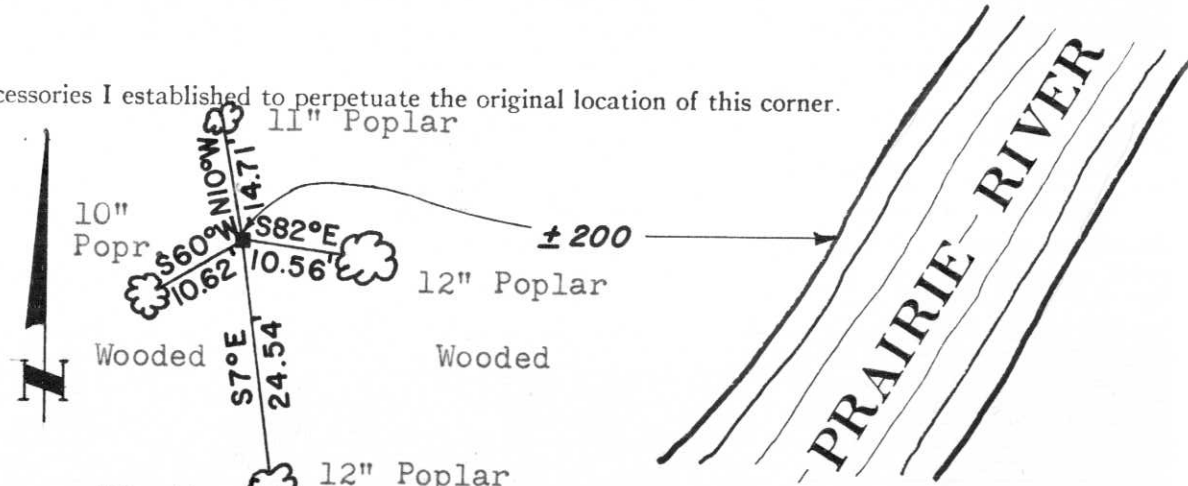 cessories I established to perpetuate the original location of this corner.
11" Poplar
N10°W
14.71'
10"
Popr
S60°W
10.62'
S82°E
10.56'
12" Poplar
± 200
PRAIRIE RIVER
Wooded
Wooded
S7°E
24.54'
12" Poplar
N